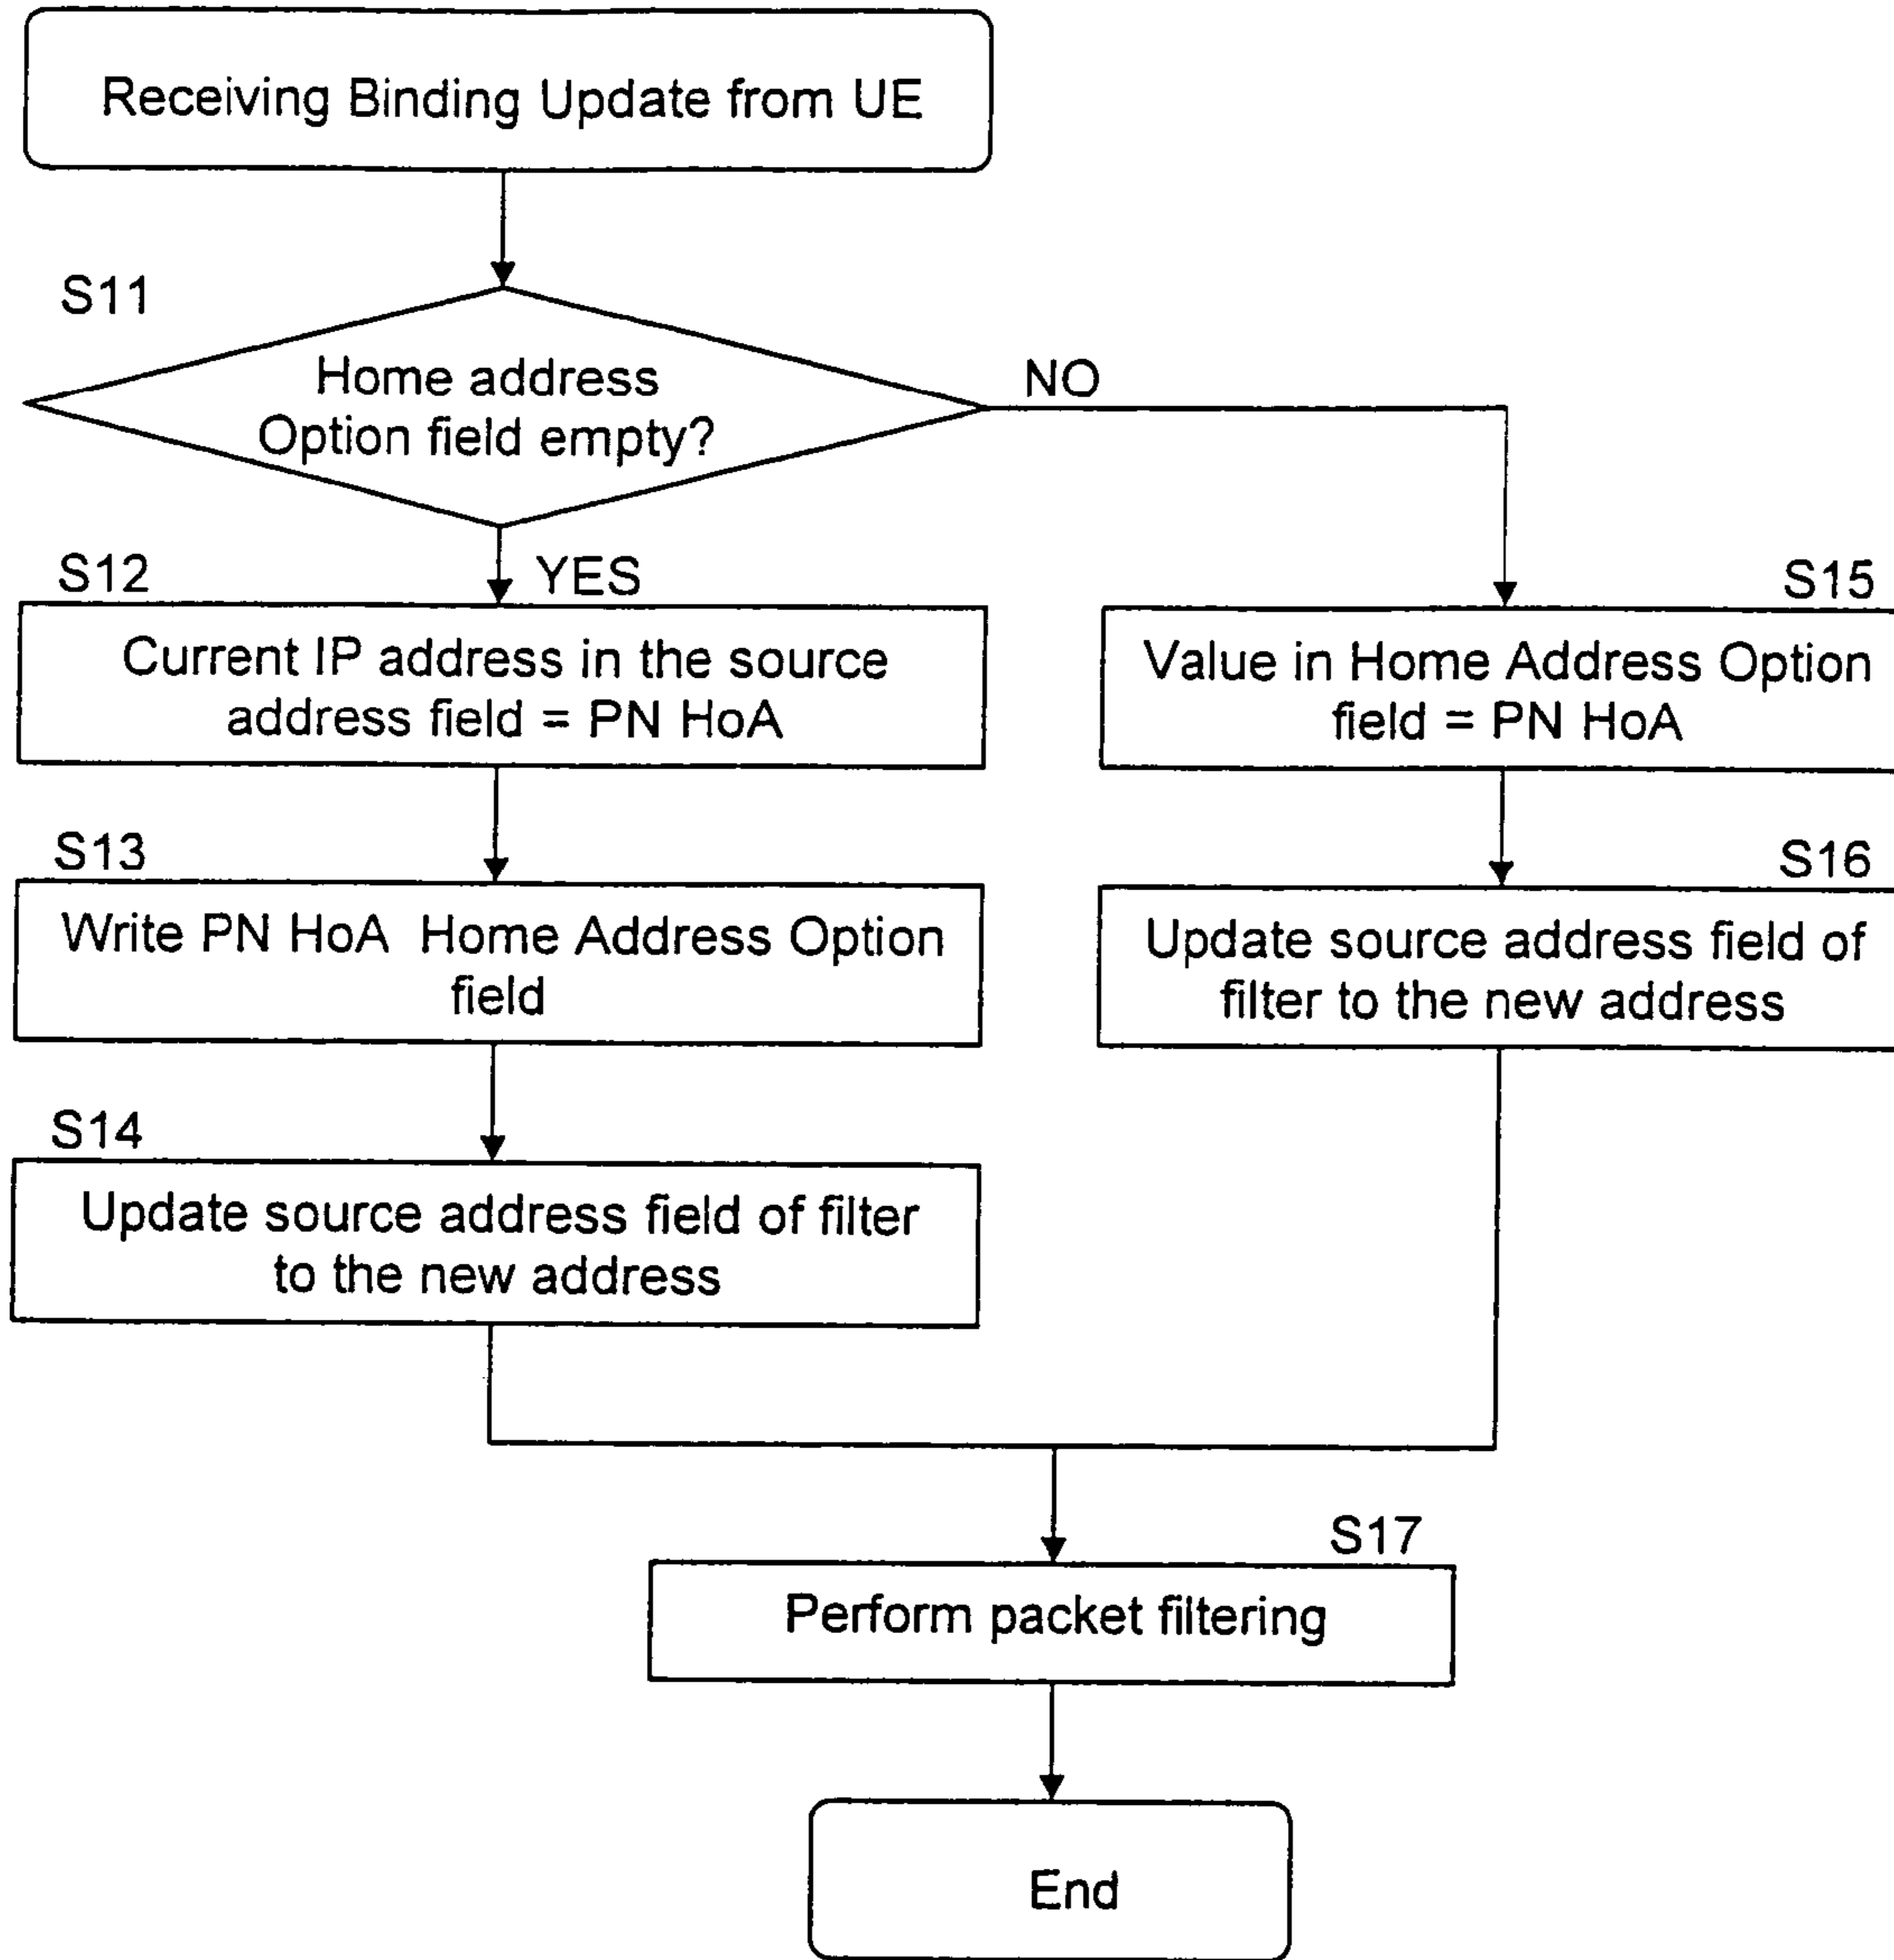 Receiving Binding Update from UE
S11
Home address
Option field empty?
NO
YES
S12
Current IP address in the source
address field = PN HoA
S15
Value in Home Address Option
field = PN HoA
S13
Write PN HoA  Home Address Option
field
S16
Update source address field of
filter to the new address
S14
Update source address field of filter
to the new address
S17
Perform packet filtering
End